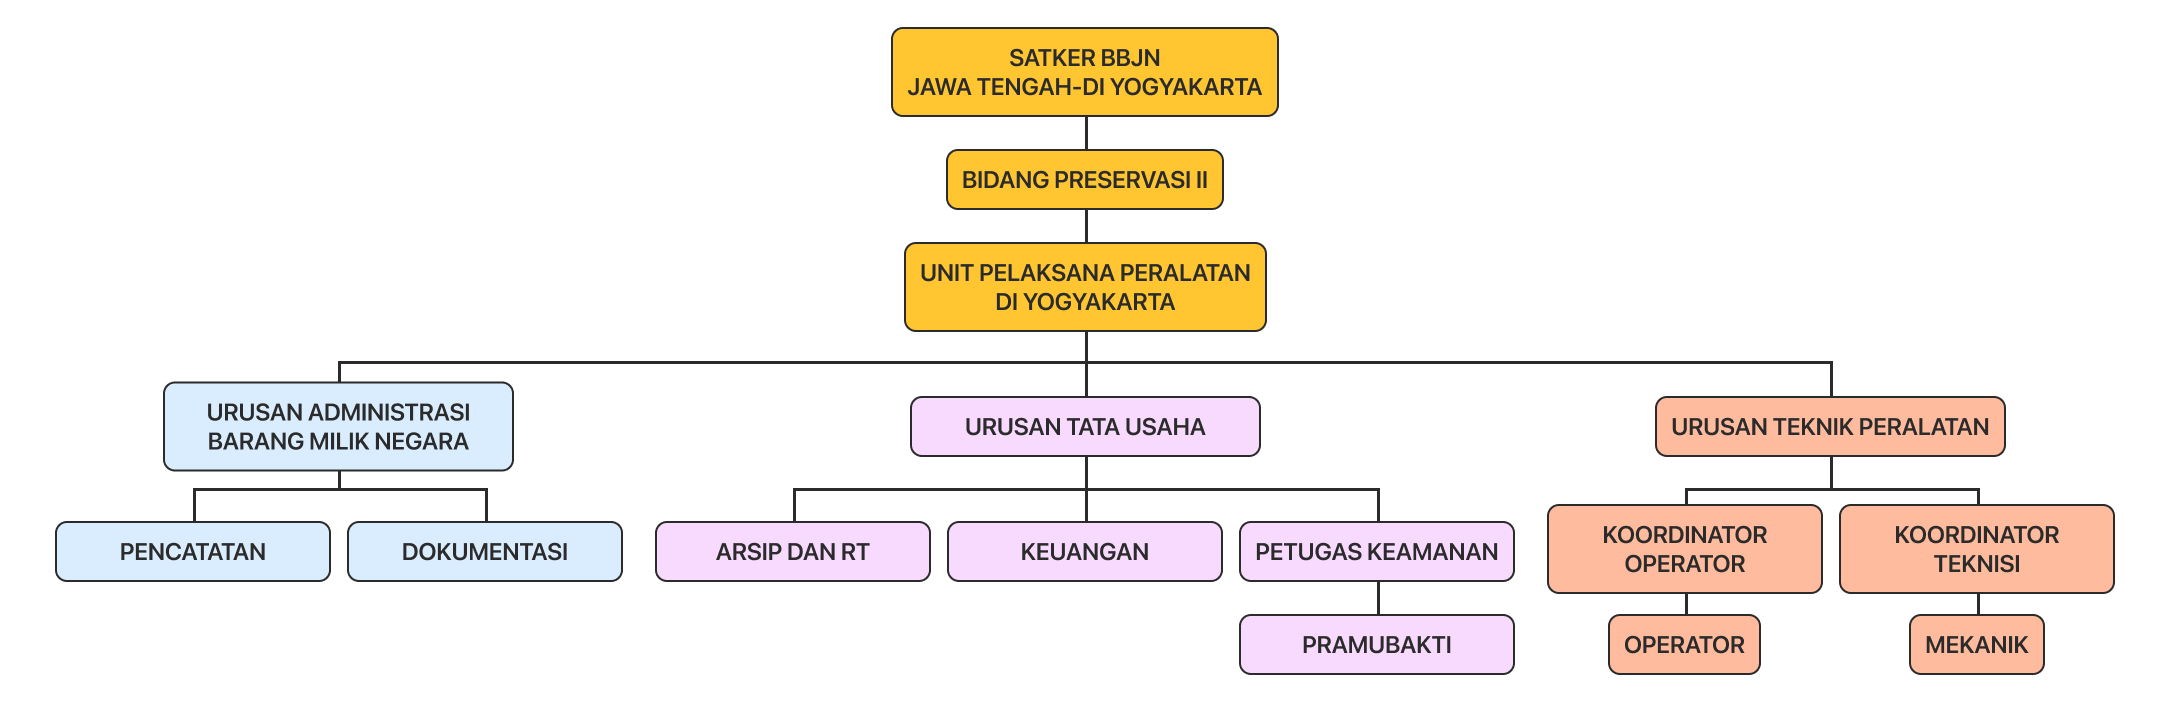 SATKER BBJN
JAWA TENGAH-DI YOGYAKARTA
BIDANG PRESERVASI II
UNIT PELAKSANA PERALATAN
DI YOGYAKARTA
URUSAN ADMINISTRASI
BARANG MILIK NEGARA
URUSAN TATA USAHA
URUSAN TEKNIK PERALATAN
PENCATATAN
DOKUMENTASI
ARSIP DAN RT
KEUANGAN
PETUGAS KEAMANAN
KOORDINATOR
OPERATOR
KOORDINATOR
TEKNISI
PRAMUBAKTI
OPERATOR
MEKANIK